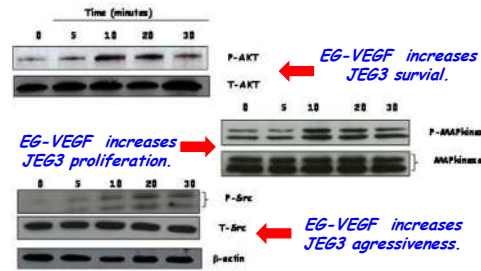 Time (minutes)
0 5 10 20 30
P-AKT
T-AKT
EG-VEGF increases
JEG3 survial.
0 5 10 20 30
P-MAPkinase
MAPkinase
EG-VEGF increases
JEG3 proliferation.
0 5 10 20 30
P-Src
T-Src
β-actin
EG-VEGF increases
JEG3 agressiveness.